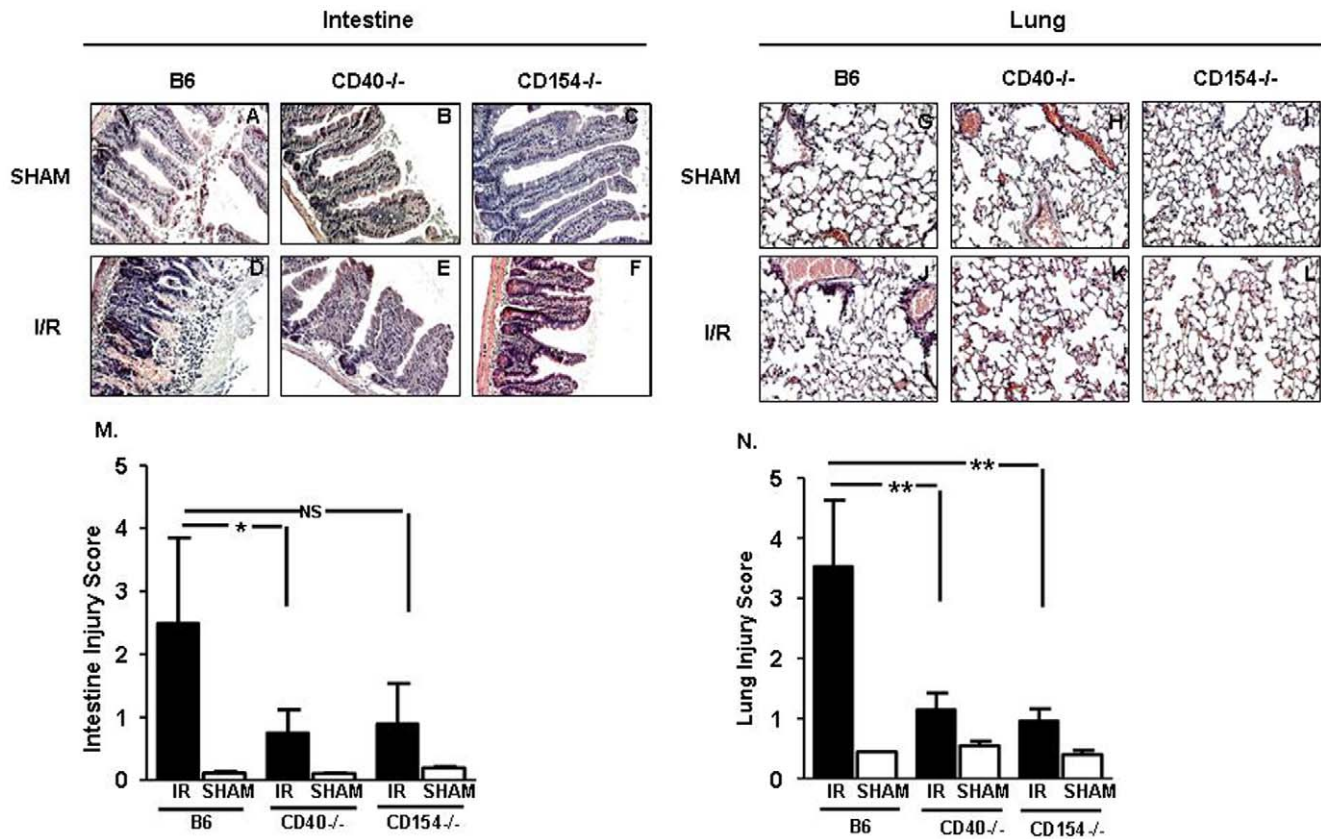 Intestine Lung
B6 CD40-/- CD154-/- B6 CD40-/- CD154-/-
SHAM A B C SHAM G H I
I/R D E F I/R J K L
M.
N.
Intestine Injury Score
5
4
3
2
1
0
NS
*
IR SHAM IR SHAM IR SHAM
B6 CD40-/- CD154-/-
Lung Injury Score
5
4
3
2
1
0
**
**
IR SHAM IR SHAM IR SHAM
B6 CD40-/- CD154-/-